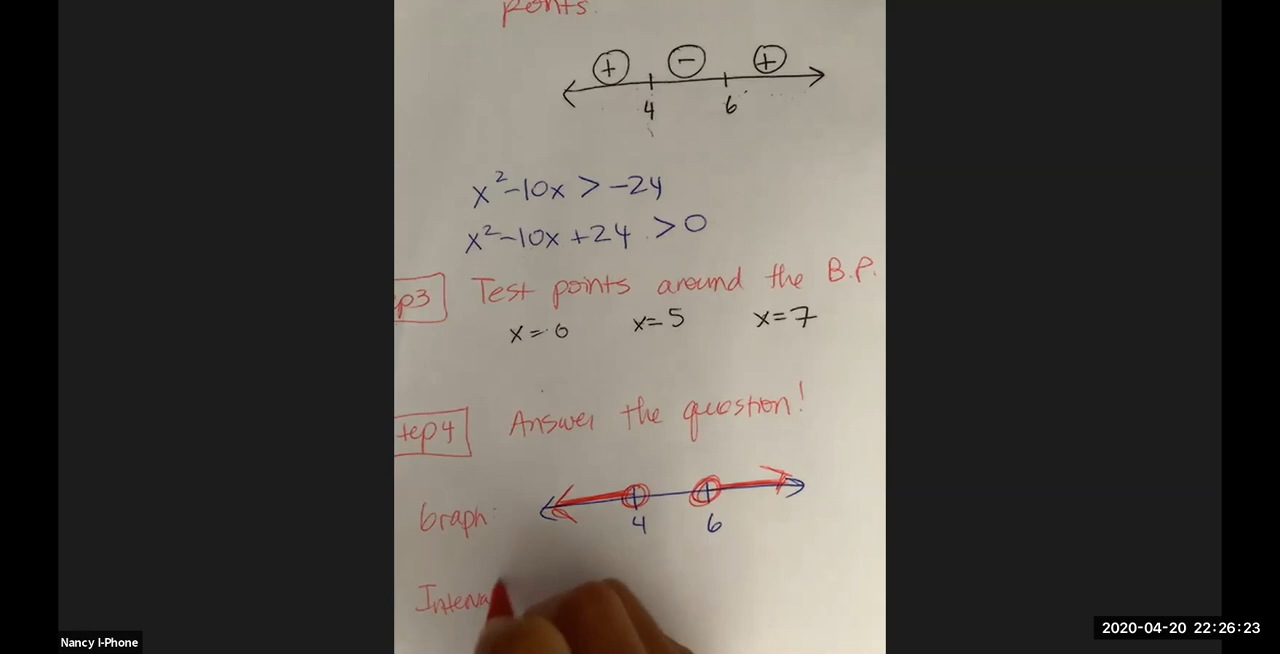 points.
+ - +
4 6
x²-10x > -24
x²-10x +24 > 0
p3 Test points around the B.P.
x = 0 x=5 x=7
tep4 Answer the question!
Graph:
4 6
Interva
Nancy I-Phone
2020-04-20 22:26:23